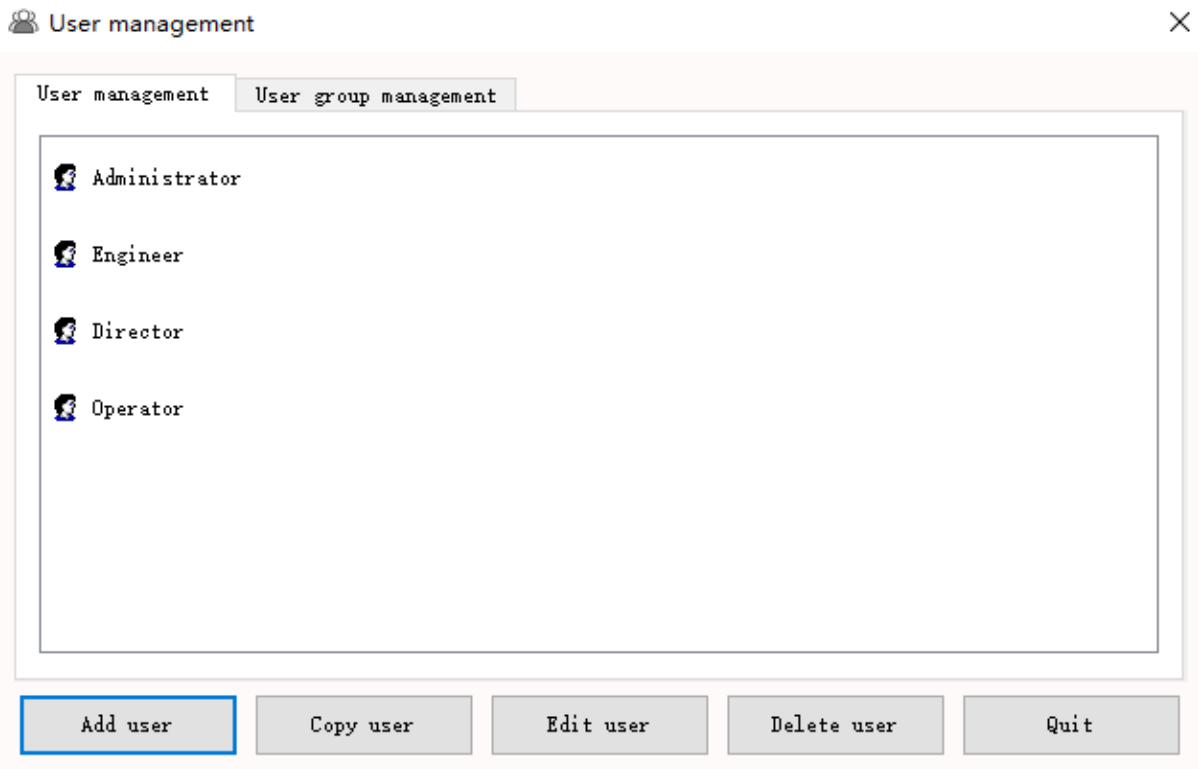 User management
User management User group management
Administrator
Engineer
Director
Operator
Add user Copy user Edit user Delete user Quit